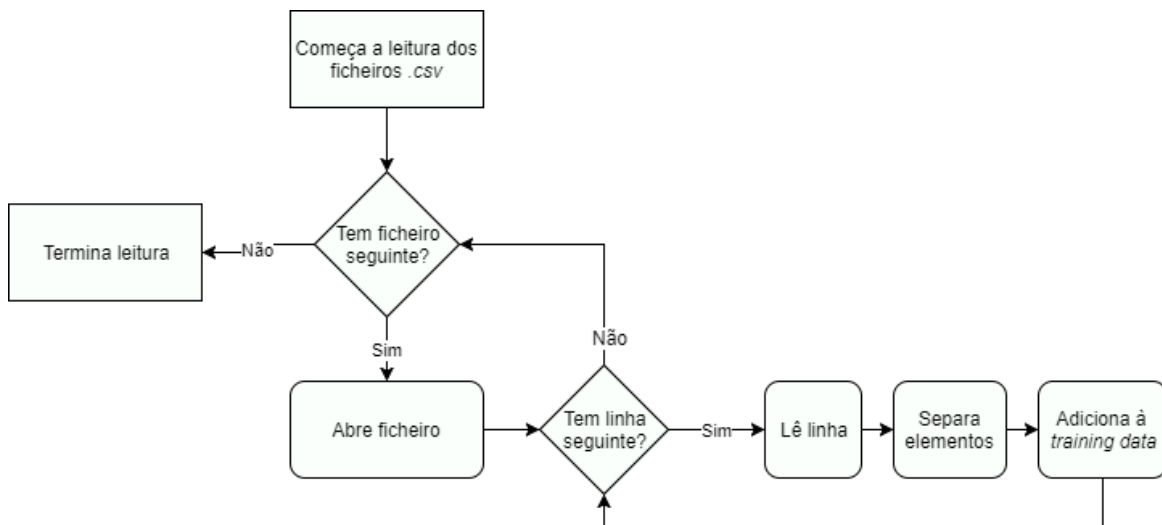 Começa a leitura dos
ficheiros .csv
Tem ficheiro
seguinte?
Não
Termina leitura
Sim
Abre ficheiro
Tem linha
seguinte?
Não
Sim
Lê linha
Separa
elementos
Adiciona à
training data